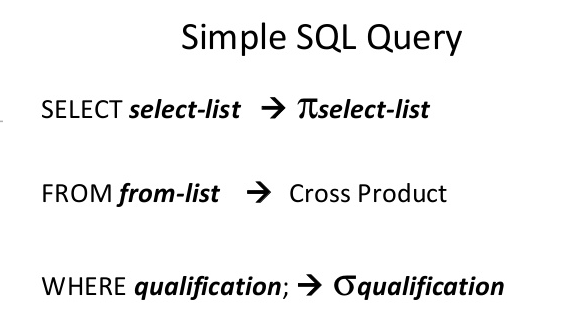 Simple SQL Query
SELECT select-list → πselect-list
FROM from-list → Cross Product
WHERE qualification; → σqualification